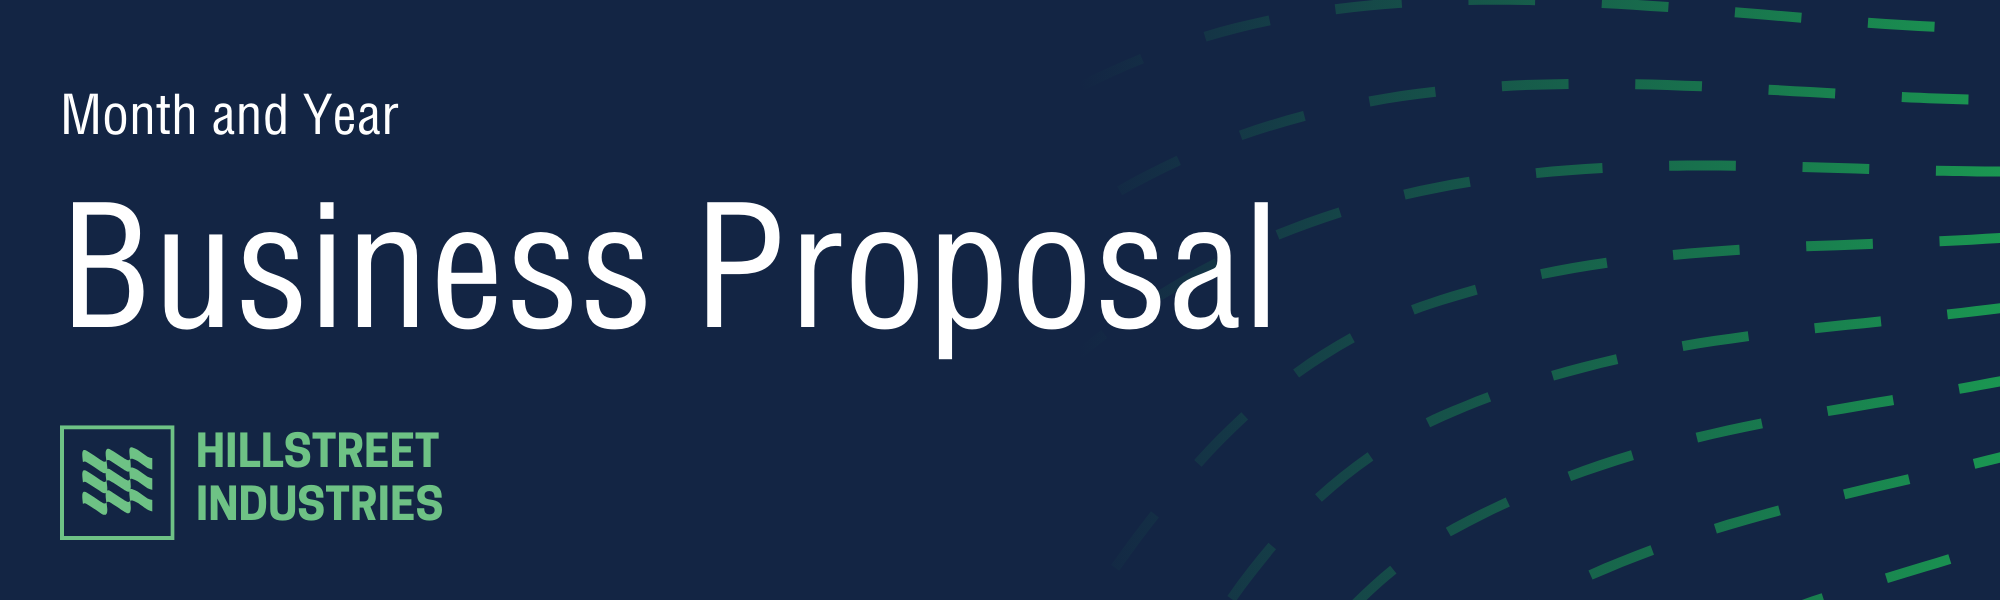 Month and Year
Business Proposal
HILLSTREET
INDUSTRIES